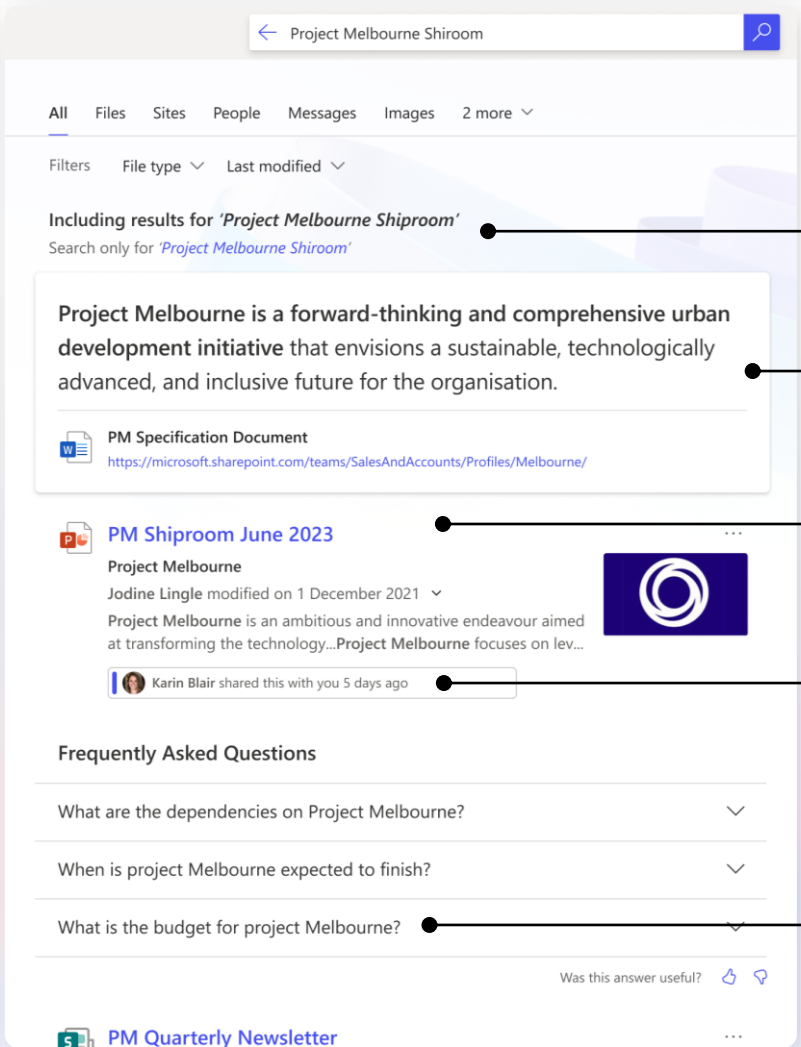 Project Melbourne Shiroom
All Files Sites People Messages Images 2 more
Filters File type Last modified
Including results for 'Project Melbourne Shiproom'
Search only for 'Project Melbourne Shiroom'
Project Melbourne is a forward-thinking and comprehensive urban
development initiative that envisions a sustainable, technologically
advanced, and inclusive future for the organisation.
W
PM Specification Document
https://microsoft.sharepoint.com/teams/SalesAndAccounts/Profiles/Melbourne/
P
PM Shiproom June 2023
...
Project Melbourne
Jodine Lingle modified on 1 December 2021
Project Melbourne is an ambitious and innovative endeavour aimed
at transforming the technology...Project Melbourne focuses on lev...
Karin Blair shared this with you 5 days ago
Frequently Asked Questions
What are the dependencies on Project Melbourne?
When is project Melbourne expected to finish?
What is the budget for project Melbourne?
Was this answer useful?
S
PM Quarterly Newsletter
...